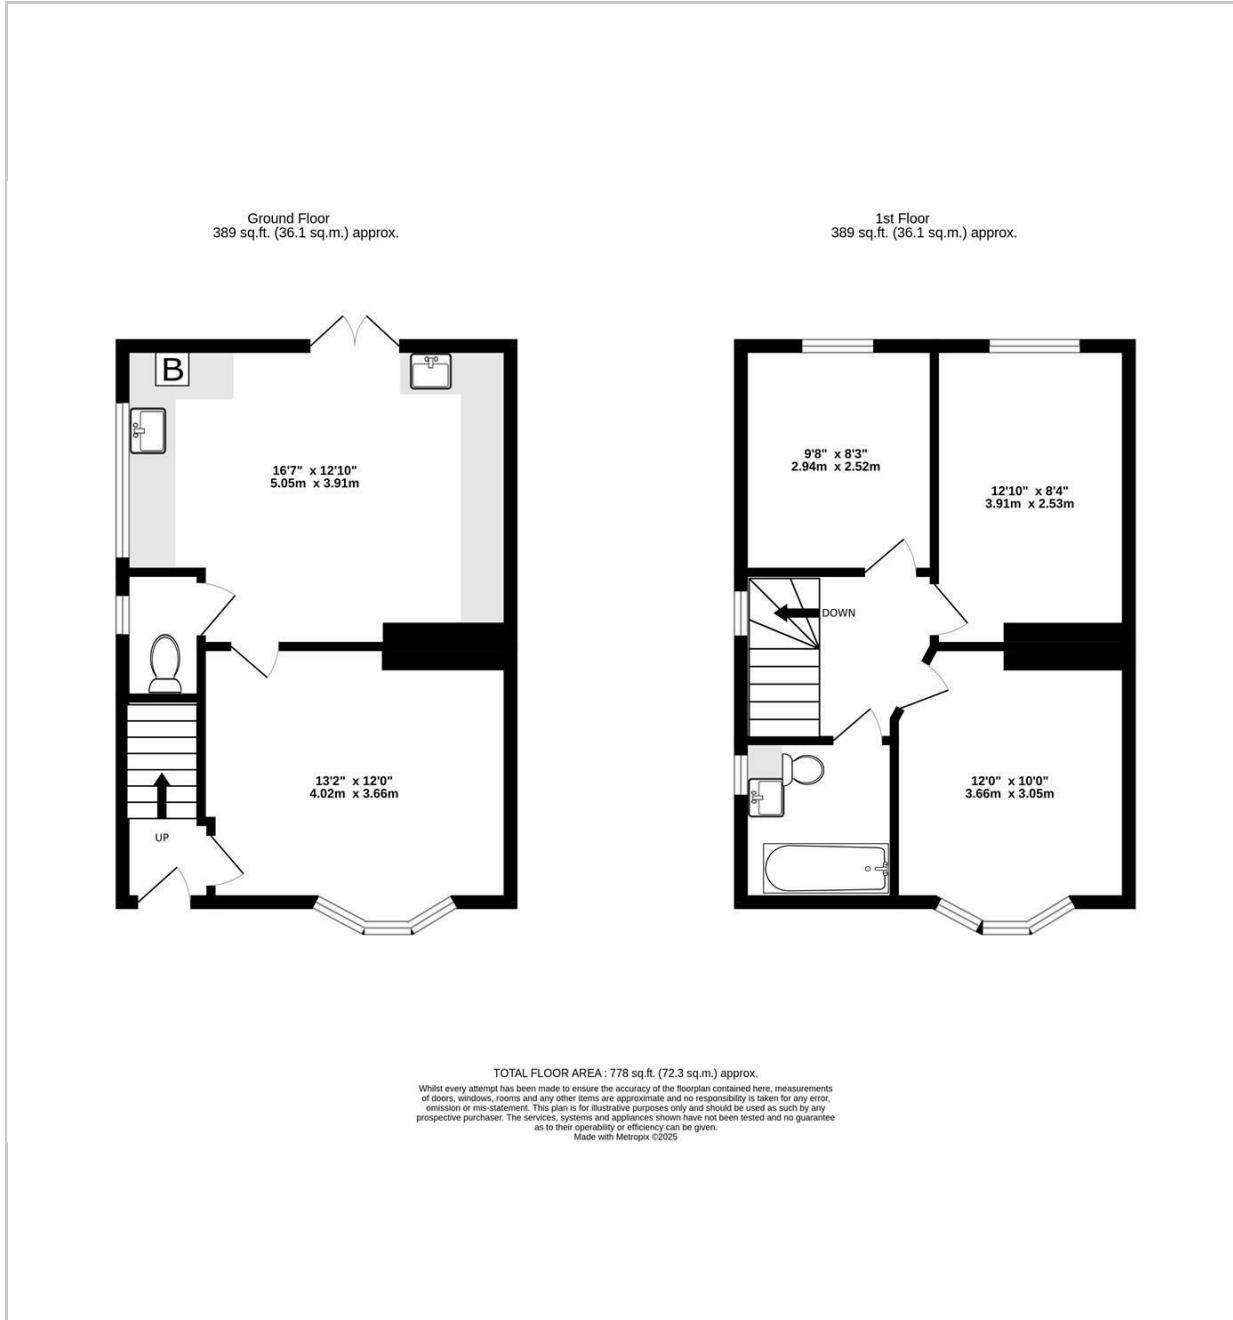 Ground Floor
389 sq.ft. (36.1 sq.m.) approx.
B
16'7" x 12'10"
5.05m x 3.91m
13'2" x 12'0"
4.02m x 3.66m
UP
1st Floor
389 sq.ft. (36.1 sq.m.) approx.
9'8" x 8'3"
2.94m x 2.52m
12'10" x 8'4"
3.91m x 2.53m
DOWN
12'0" x 10'0"
3.66m x 3.05m
TOTAL FLOOR AREA : 778 sq.ft. (72.3 sq.m.) approx.
Whilst every attempt has been made to ensure the accuracy of the floorplan contained here, measurements
of doors, windows, rooms and any other items are approximate and no responsibility is taken for any error,
omission or mis-statement. This plan is for illustrative purposes only and should be used as such by any
prospective purchaser. The services, systems and appliances shown have not been tested and no guarantee
as to their operability or efficiency can be given.
Made with Metropix ©2025